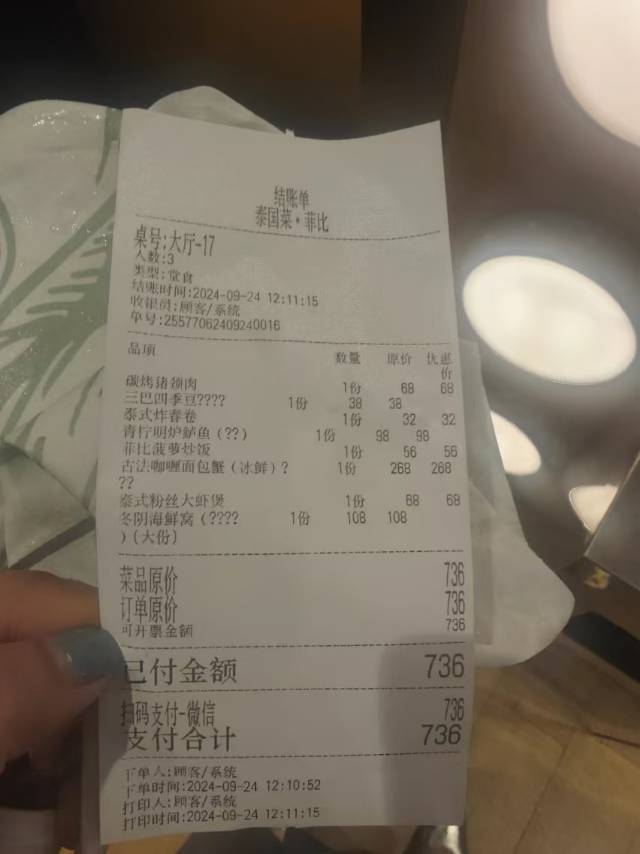 结账单
泰国菜·菲比
桌号:大厅-17
人数:3
类型:堂食
结账时间:2024-09-24 12:11:15
收银员:顾客/系统
单号:25577062409240016
品项 数量 原价 优惠价
碳烤猪颈肉 1份 68 68
三巴四季豆???? 1份 38 38
泰式炸春卷 1份 32 32
青柠明炉鲈鱼(??) 1份 98 98
菲比菠萝炒饭 1份 56 56
古法咖喱面包蟹(冰鲜)? 1份 268 268
??
泰式粉丝大虾煲 1份 68 68
冬阴海鲜窝(???? 1份 108 108
)(大份)
菜品原价 736
订单原价 736
可开票金额 736
已付金额 736
扫码支付-微信 736
支付合计 736
下单人:顾客/系统
下单时间:2024-09-24 12:10:52
打印人:顾客/系统
打印时间:2024-09-24 12:11:15